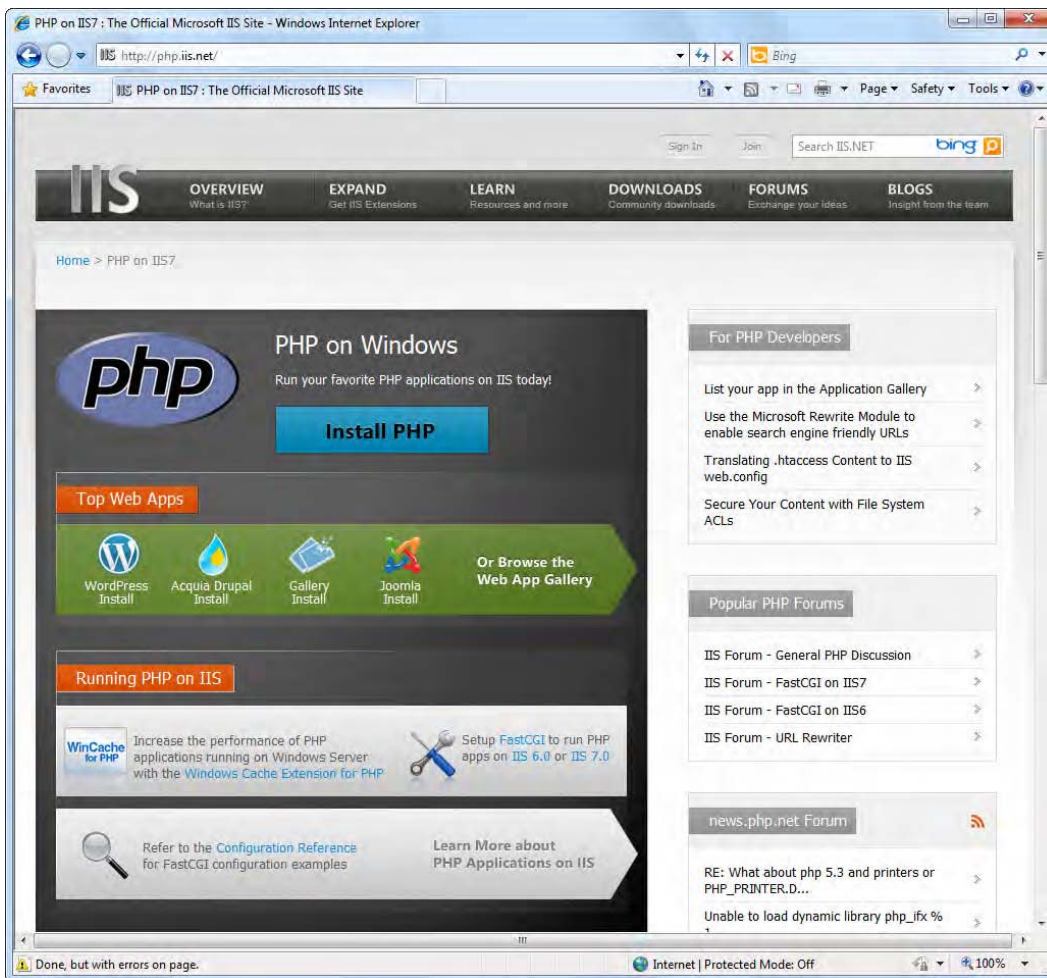 PHP on IIS7 : The Official Microsoft IIS Site - Windows Internet Explorer
IIS http://php.iis.net/
Bing
Favorites
IIS PHP on IIS7 : The Official Microsoft IIS Site
Page Safety Tools
Sign In Join Search IIS.NET bing
IIS
OVERVIEW EXPAND LEARN DOWNLOADS FORUMS BLOGS
What is IIS7? Get IIS Extensions Resources and more Community downloads Exchange your ideas Insight from the team
Home > PHP on IIS7
php
PHP on Windows
Run your favorite PHP applications on IIS today!
Install PHP
Top Web Apps
WordPress
Install
Acquia Drupal
Install
Gallery
Install
Joomla
Install
Or Browse the
Web App Gallery
Running PHP on IIS
WinCache
for PHP
Increase the performance of PHP
applications running on Windows Server
with the Windows Cache Extension for PHP
Setup FastCGI to run PHP
apps on IIS 6.0 or IIS 7.0
Refer to the Configuration Reference
for FastCGI configuration examples
Learn More about
PHP Applications on IIS
For PHP Developers
List your app in the Application Gallery
Use the Microsoft Rewrite Module to
enable search engine friendly URLs
Translating .htaccess Content to IIS
web.config
Secure Your Content with File System
ACLs
Popular PHP Forums
IIS Forum - General PHP Discussion
IIS Forum - FastCGI on IIS7
IIS Forum - FastCGI on IIS6
IIS Forum - URL Rewriter
news.php.net Forum
RE: What about php 5.3 and printers or
PHP_PRINTER.D...
Unable to load dynamic library php_ifx %
Done, but with errors on page.
Internet | Protected Mode: Off
100%